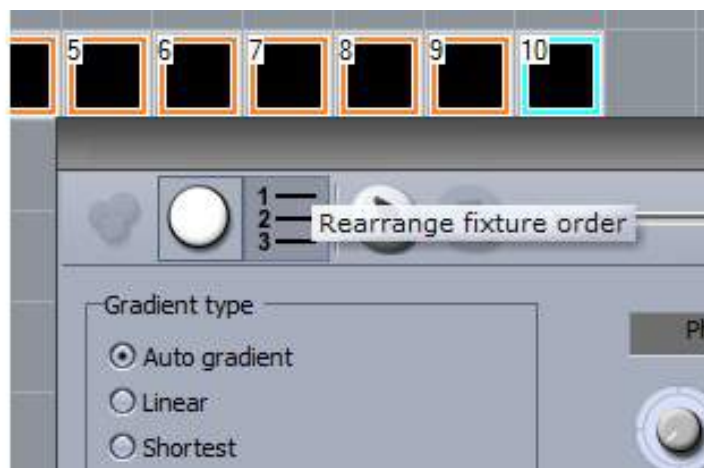 5 6 7 8 9 10
1
2
3
Rearrange fixture order
Gradient type
Auto gradient
Linear
Shortest